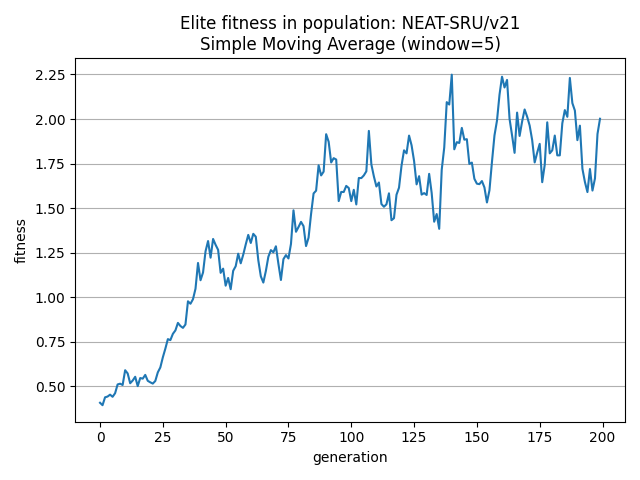 Elite fitness in population: NEAT-SRU/v21
Simple Moving Average (window=5)
fitness
2.25
2.00
1.75
1.50
1.25
1.00
0.75
0.50
0 25 50 75 100 125 150 175 200
generation